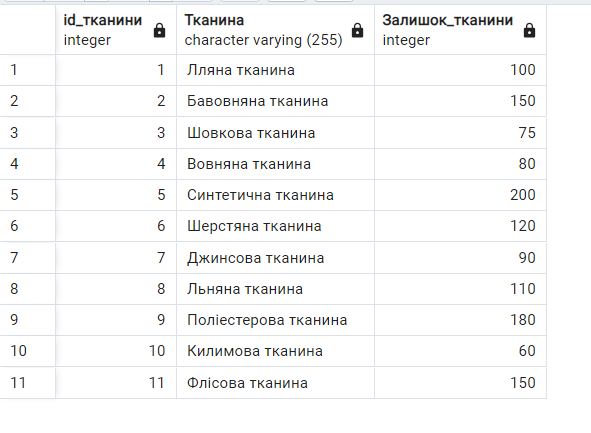 id_тканини Тканина Залишок_тканини
integer character varying (255) integer
1 1 Лляна тканина 100
2 2 Бавовняна тканина 150
3 3 Шовкова тканина 75
4 4 Вовняна тканина 80
5 5 Синтетична тканина 200
6 6 Шерстяна тканина 120
7 7 Джинсова тканина 90
8 8 Льняна тканина 110
9 9 Поліестерова тканина 180
10 10 Килимова тканина 60
11 11 Флісова тканина 150